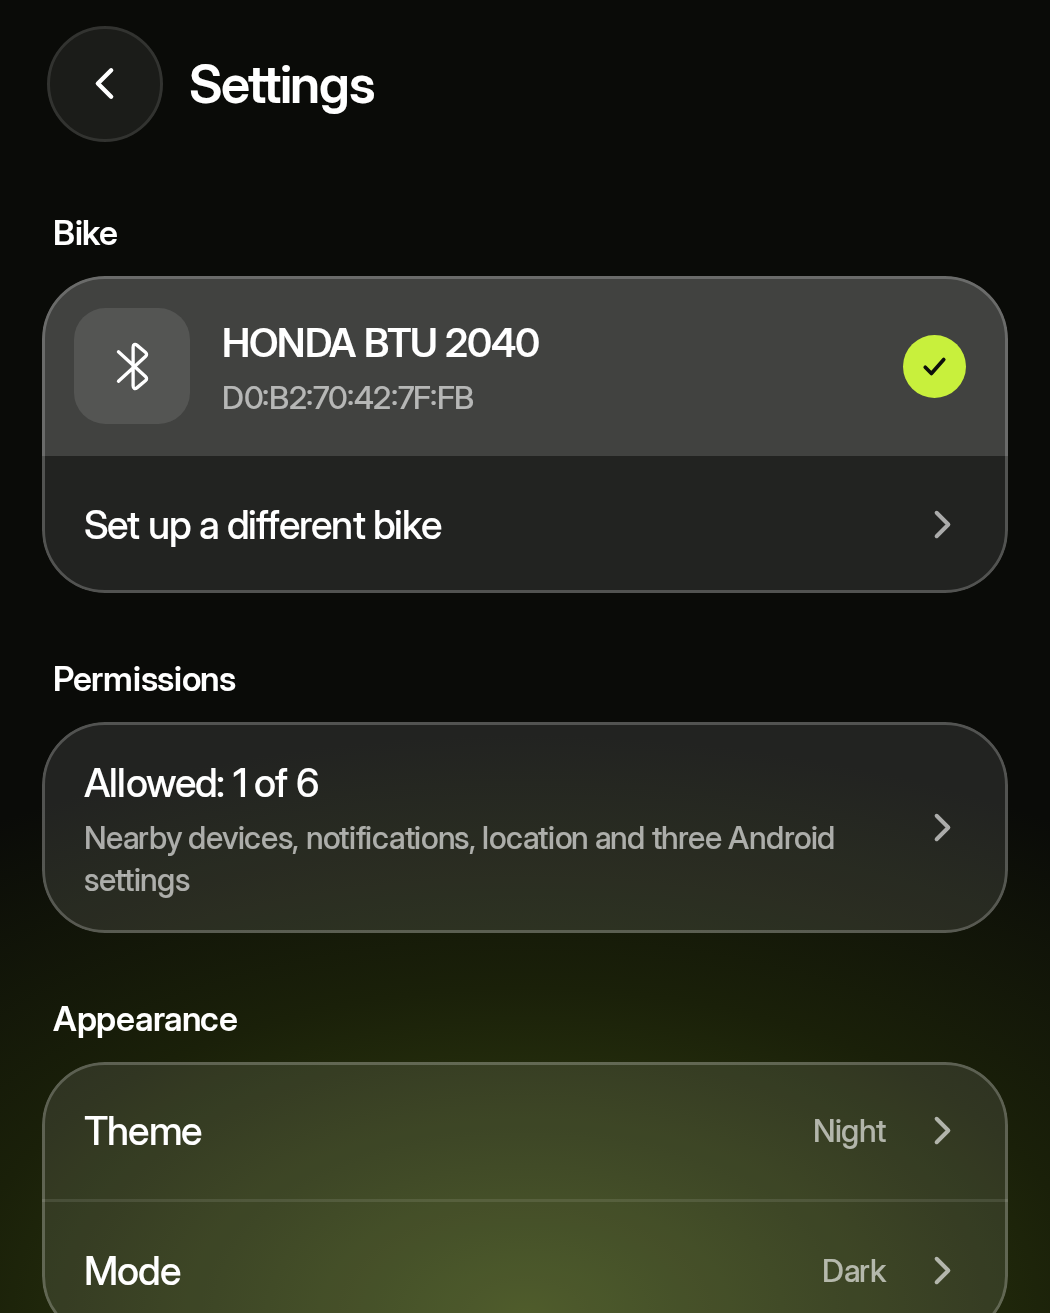 Settings
Bike
HONDA BTU 2040
D0:B2:70:42:7F:FB
Set up a different bike
Permissions
Allowed: 1 of 6
Nearby devices, notifications, location and three Android
settings
Appearance
Theme
Night
Mode
Dark